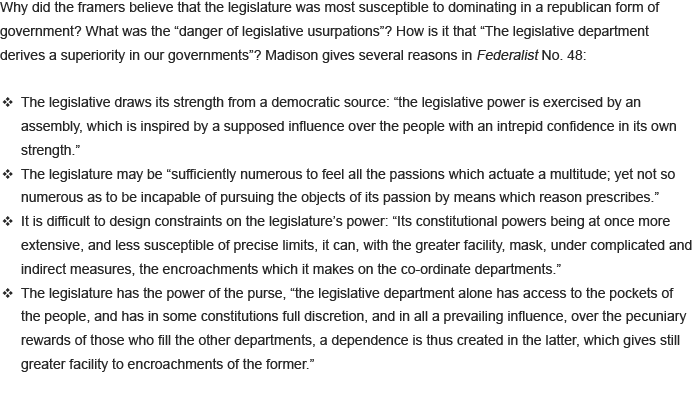 Why did the framers believe that the legislature was most susceptible to dominating in a republican form of
government? What was the “danger of legislative usurpations”? How is it that “The legislative department
derives a superiority in our governments”? Madison gives several reasons in Federalist No. 48:
❖ The legislative draws its strength from a democratic source: “the legislative power is exercised by an
assembly, which is inspired by a supposed influence over the people with an intrepid confidence in its own
strength.”
❖ The legislature may be “sufficiently numerous to feel all the passions which actuate a multitude; yet not so
numerous as to be incapable of pursuing the objects of its passion by means which reason prescribes.”
❖ It is difficult to design constraints on the legislature’s power: “Its constitutional powers being at once more
extensive, and less susceptible of precise limits, it can, with the greater facility, mask, under complicated and
indirect measures, the encroachments which it makes on the co-ordinate departments.”
❖ The legislature has the power of the purse, “the legislative department alone has access to the pockets of
the people, and has in some constitutions full discretion, and in all a prevailing influence, over the pecuniary
rewards of those who fill the other departments, a dependence is thus created in the latter, which gives still
greater facility to encroachments of the former.”